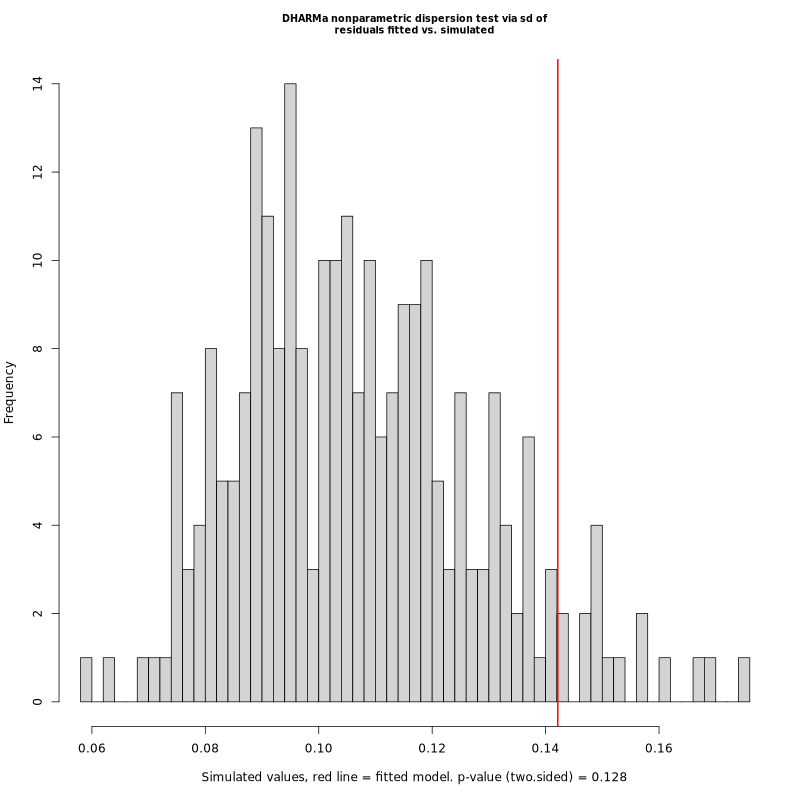 DHARMa nonparametric dispersion test via sd of
residuals fitted vs. simulated
14
12
10
8
6
4
2
0
Frequency
0.06 0.08 0.10 0.12 0.14 0.16
Simulated values, red line = fitted model. p-value (two.sided) = 0.128